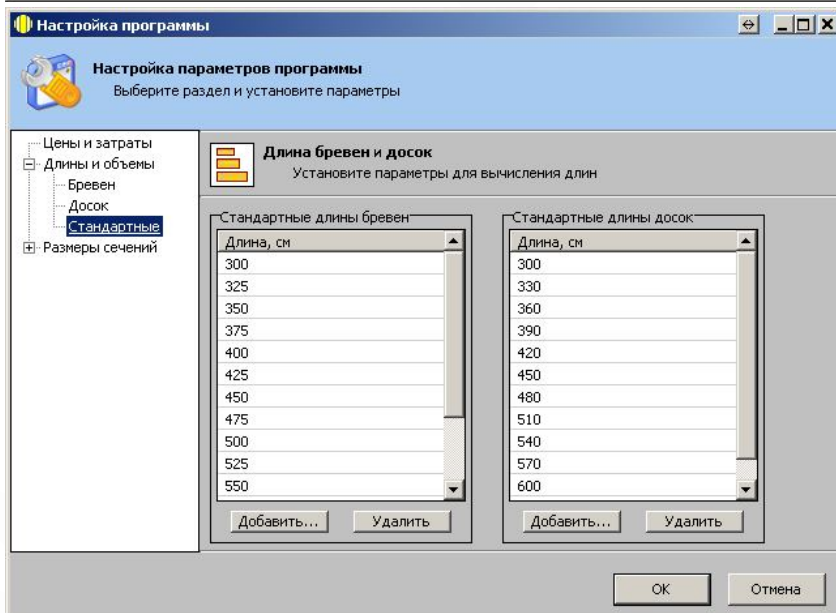 Настройка программы
Настройка параметров программы
Выберите раздел и установите параметры
Цены и затраты
Длины и объемы
Бревен
Досок
Стандартные
Размеры сечений
Длина бревен и досок
Установите параметры для вычисления длин
Стандартные длины бревен
Длина, см
300
325
350
375
400
425
450
475
500
525
550
Добавить...
Удалить
Стандартные длины досок
Длина, см
300
330
360
390
420
450
480
510
540
570
600
Добавить...
Удалить
OK
Отмена